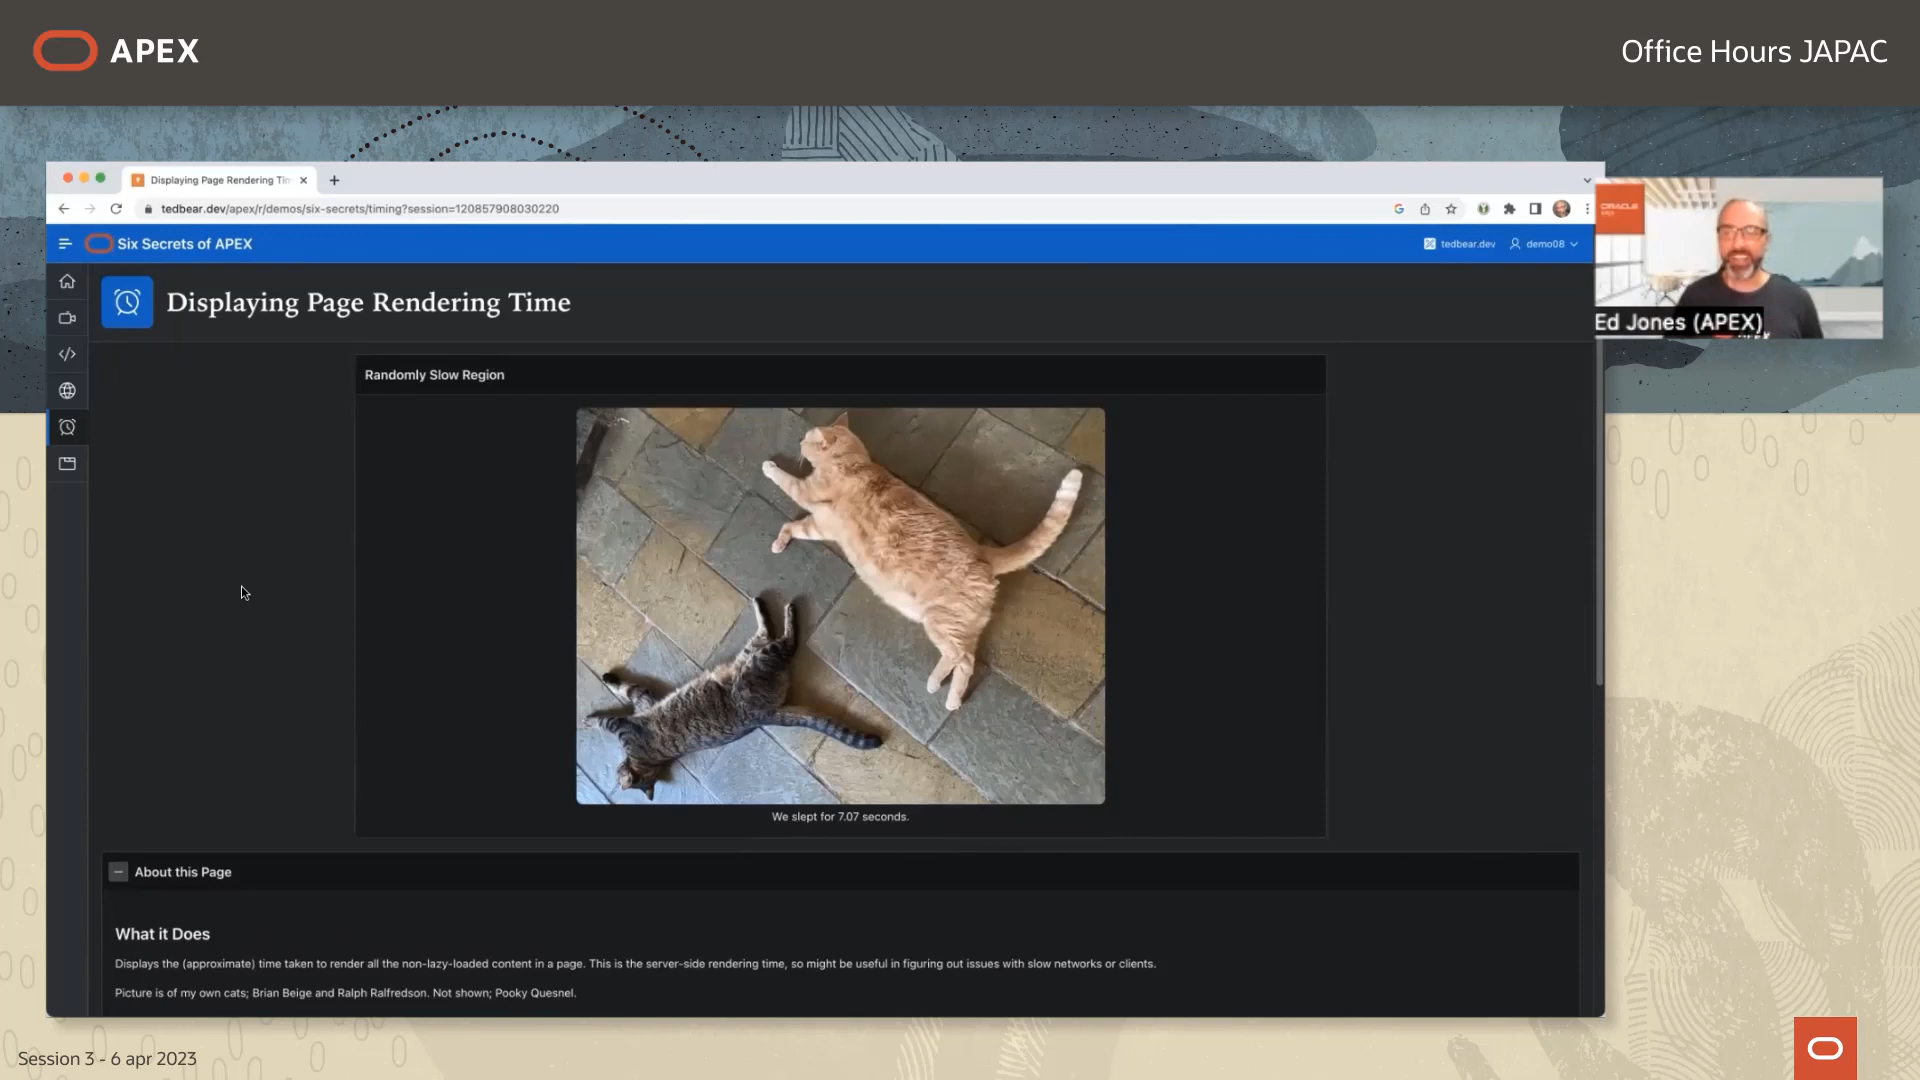 APEX
Office Hours JAPAC
Displaying Page Rendering Tim
tedbear.dev/apex/r/demos/six-secrets/timing?session=120857908030220
Six Secrets of APEX
tedbear.dev
demo08
ORACLE
APEX
Ed Jones (APEX)
Displaying Page Rendering Time
Randomly Slow Region
We slept for 7.07 seconds.
About this Page
What it Does
Displays the (approximate) time taken to render all the non-lazy-loaded content in a page. This is the server-side rendering time, so might be useful in figuring out issues with slow networks or clients.
Picture is of my own cats; Brian Beige and Ralph Ralfredson. Not shown; Pooky Quesnel.
Session 3 - 6 apr 2023